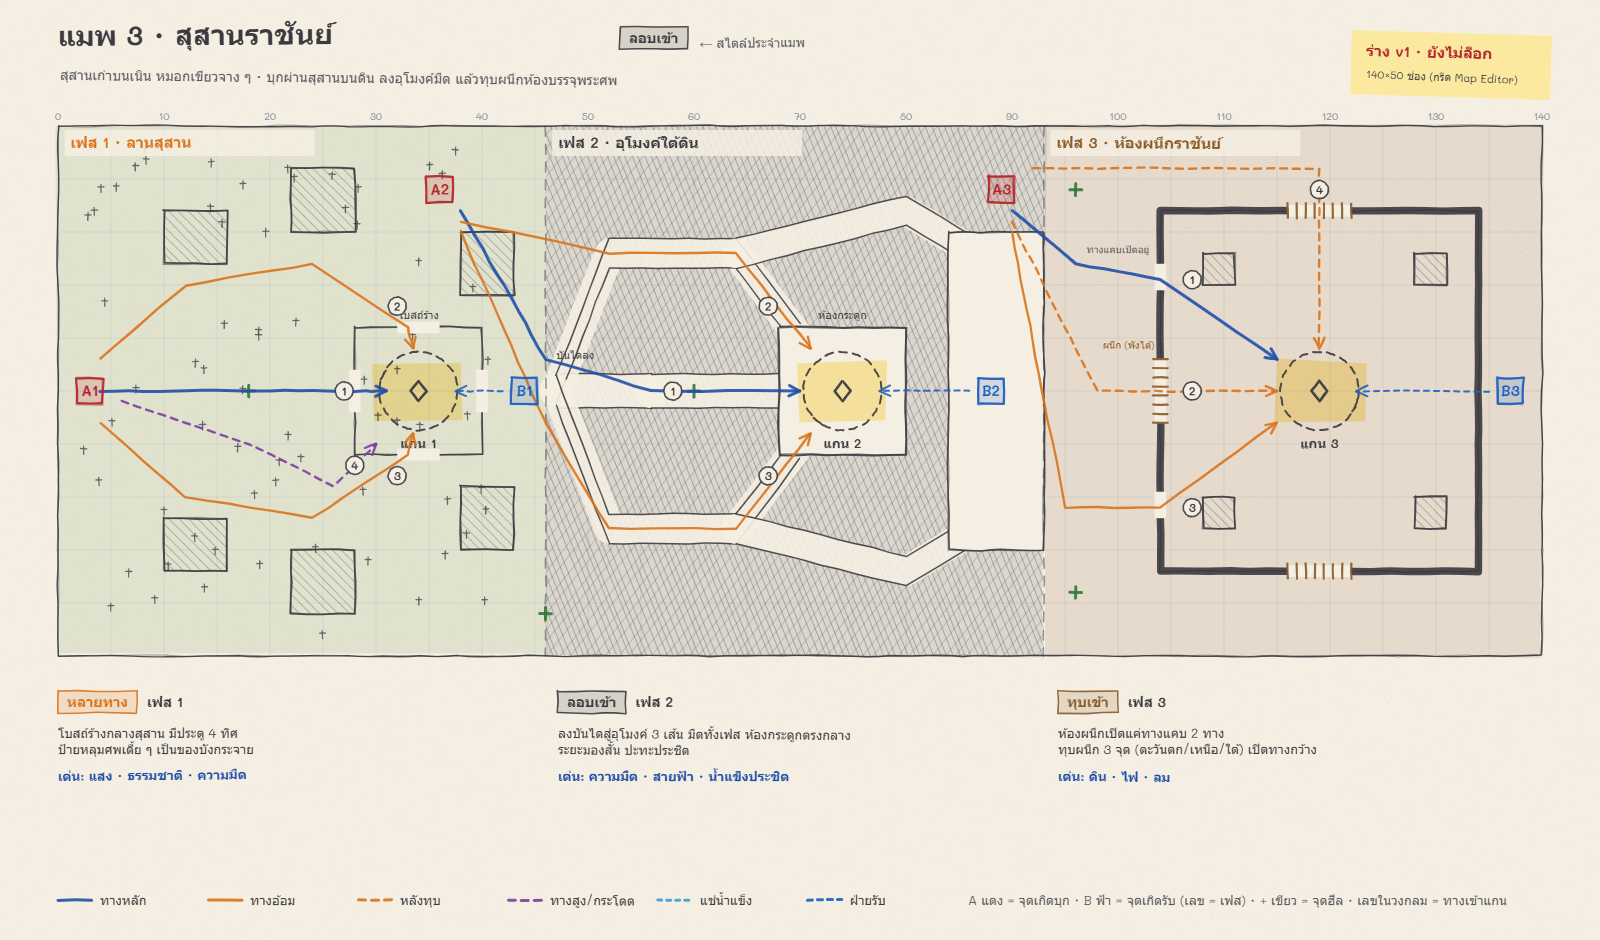 แมพ 3 · สุสานราชันย์
ลอบเข้า
← สไตล์ประจำแมพ
ร่าง v1 · ยังไม่ล็อก
140×50 ช่อง (กริด Map Editor)
สุสานเก่าบนเนิน หมอกเขียวจาง ๆ · บุกผ่านสุสานบนดิน ลงอุโมงค์มืด แล้วทุบผนึกห้องบรรจุพระศพ
0 10 20 30 40 50 60 70 80 90 100 110 120 130 140
เฟส 1 · ลานสุสาน
เฟส 2 · อุโมงค์ใต้ดิน
เฟส 3 · ห้องผนึกราชันย์
A2
A3
4
ทางแคบเปิดอยู่
1
2
โบสถ์ร้าง
2
ห้องกระดูก
บันไดลง
ผนึก (พังได้)
A1
1
B1
1
B2
2
B3
แกน 1
แกน 2
แกน 3
4
3
3
3
หลายทาง
เฟส 1
โบสถ์ร้างกลางสุสาน มีประตู 4 ทิศ
ป้ายหลุมศพเตี้ย ๆ เป็นของบังกระจาย
เด่น: แสง · ธรรมชาติ · ความมืด
ลอบเข้า
เฟส 2
ลงบันไดสู่อุโมงค์ 3 เส้น มืดทั้งเฟส ห้องกระดูกตรงกลาง
ระยะมองสั้น ปะทะประชิด
เด่น: ความมืด · สายฟ้า · น้ำแข็งประชิด
ทุบเข้า
เฟส 3
ห้องผนึกเปิดแค่ทางแคบ 2 ทาง
ทุบผนึก 3 จุด (ตะวันตก/เหนือ/ใต้) เปิดทางกว้าง
เด่น: ดิน · ไฟ · ลม
ทางหลัก
ทางอ้อม
หลังทุบ
ทางสูง/กระโดด
แช่น้ำแข็ง
ฝ่ายรับ
A แดง = จุดเกิดบุก · B ฟ้า = จุดเกิดรับ (เลข = เฟส) · + เขียว = จุดฮีล · เลขในวงกลม = ทางเข้าแกน